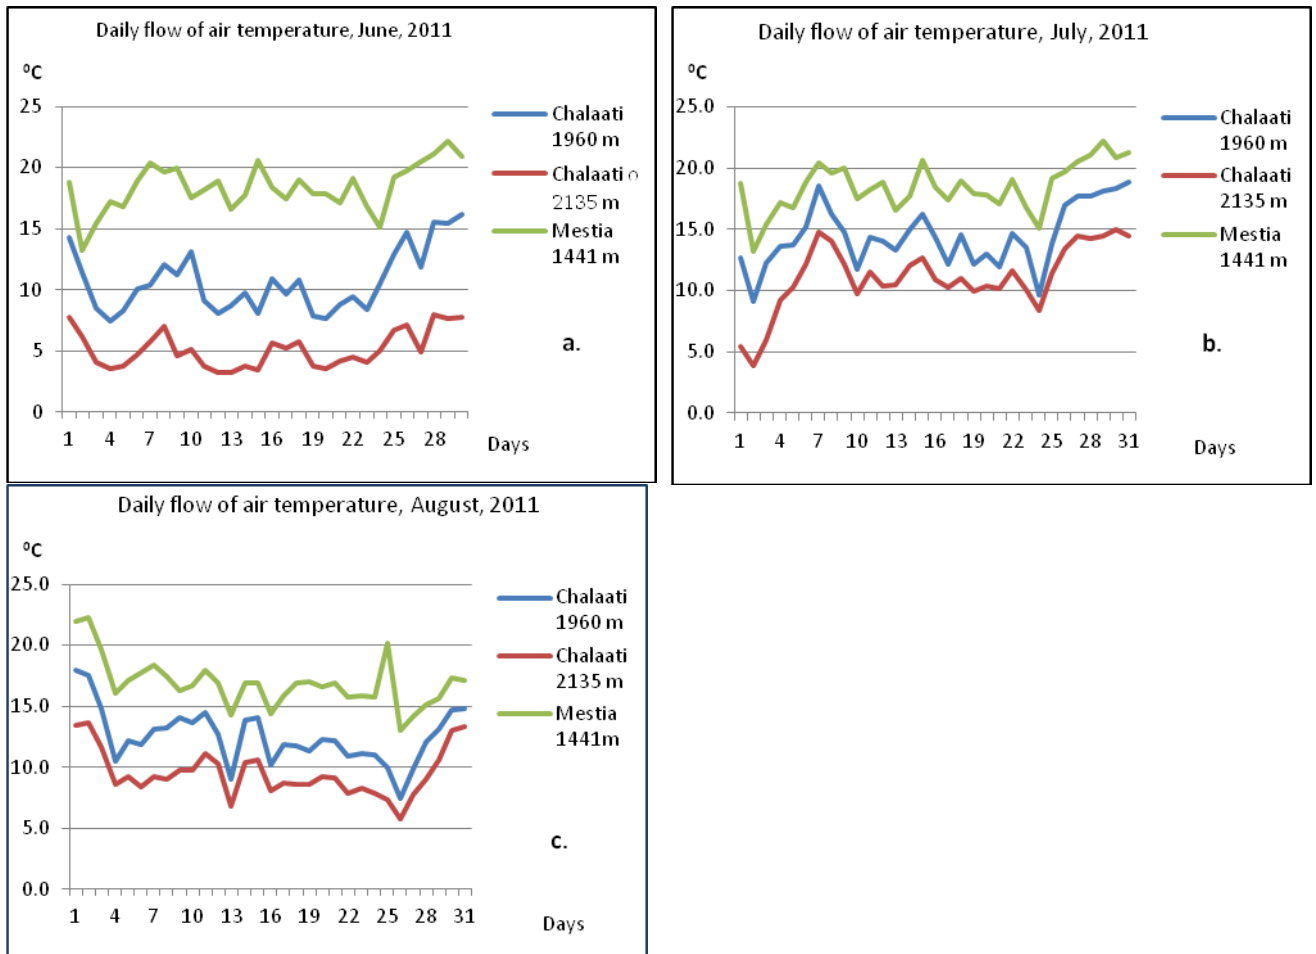 Daily flow of air temperature, June, 2011
⁰C
25
20
15
10
5
0
1 4 7 10 13 16 19 22 25 28
Days
Chalaati
1960 m
Chalaati ი
2135 m
Mestia
1441 m
a.
Daily flow of air temperature, July, 2011
⁰C
25.0
20.0
15.0
10.0
5.0
0.0
1 4 7 10 13 16 19 22 25 28 31
Days
Chalaati
1960 m
Chalaati
2135 m
Mestia
1441 m
b.
Daily flow of air temperature, August, 2011
⁰C
25.0
20.0
15.0
10.0
5.0
0.0
1 4 7 10 13 16 19 22 25 28 31
Days
Chalaati
1960 m
Chalaati
2135 m
Mestia
1441m
c.